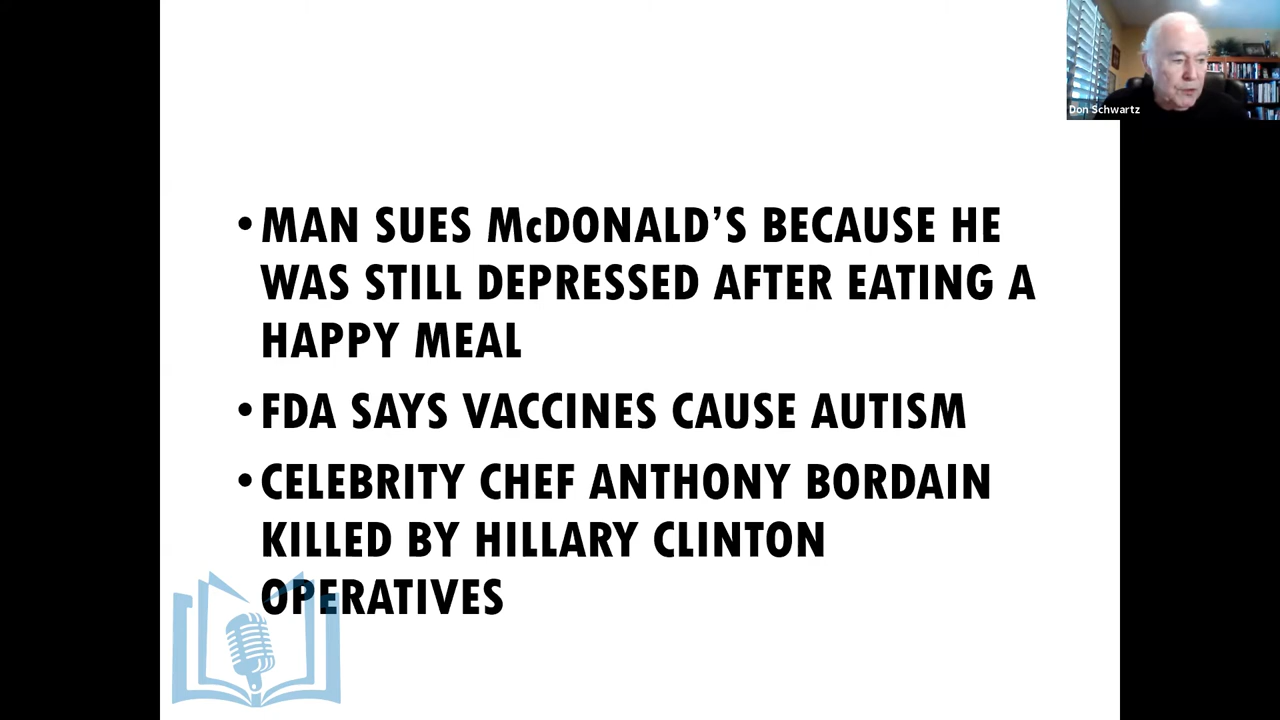 Don Schwartz
• MAN SUES McDONALD’S BECAUSE HE
WAS STILL DEPRESSED AFTER EATING A
HAPPY MEAL
• FDA SAYS VACCINES CAUSE AUTISM
• CELEBRITY CHEF ANTHONY BORDAIN
KILLED BY HILLARY CLINTON
OPERATIVES